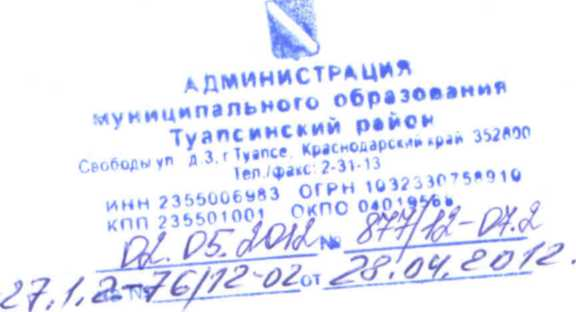 АДМИНИСТРАЦИЯ
муниципального образования
Туапсинский район
Свободы ул д.3, г Туапсе, Краснодарский край 352800
Тел./факс: 2-31-13
ИНН 2355006983 ОГРН 1032330758910
КПП 235501001 ОКПО 04019566
02.05.2012 № 877/12-07.2
27.1.2-76/12-02 от 28.04.2012.